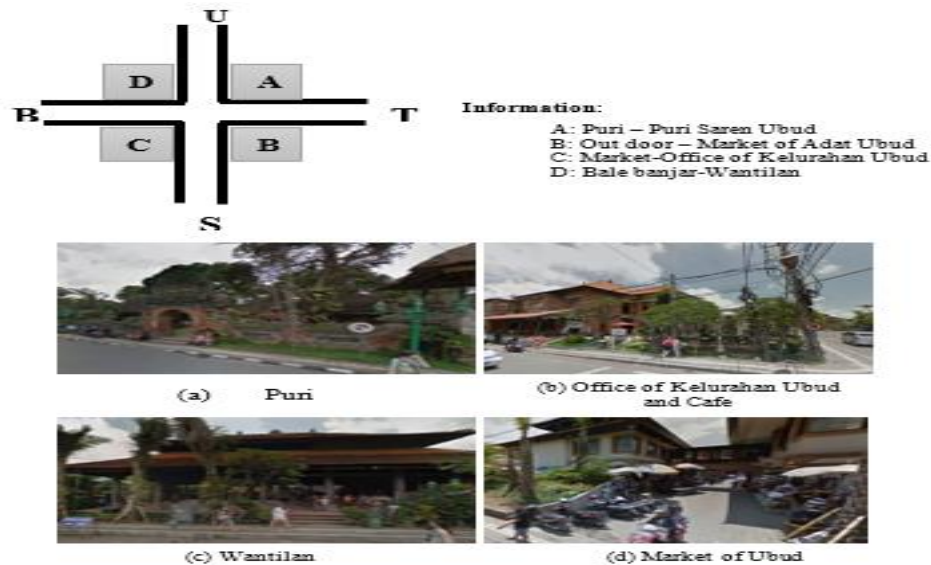 U
D
A
B
T
C
B
S
Information:
A: Puri – Puri Saren Ubud
B: Out door – Market of Adat Ubud
C: Market-Office of Kelurahan Ubud
D: Bale banjar-Wantilan
(a) Puri
(b) Office of Kelurahan Ubud
and Cafe
(c) Wantilan
(d) Market of Ubud